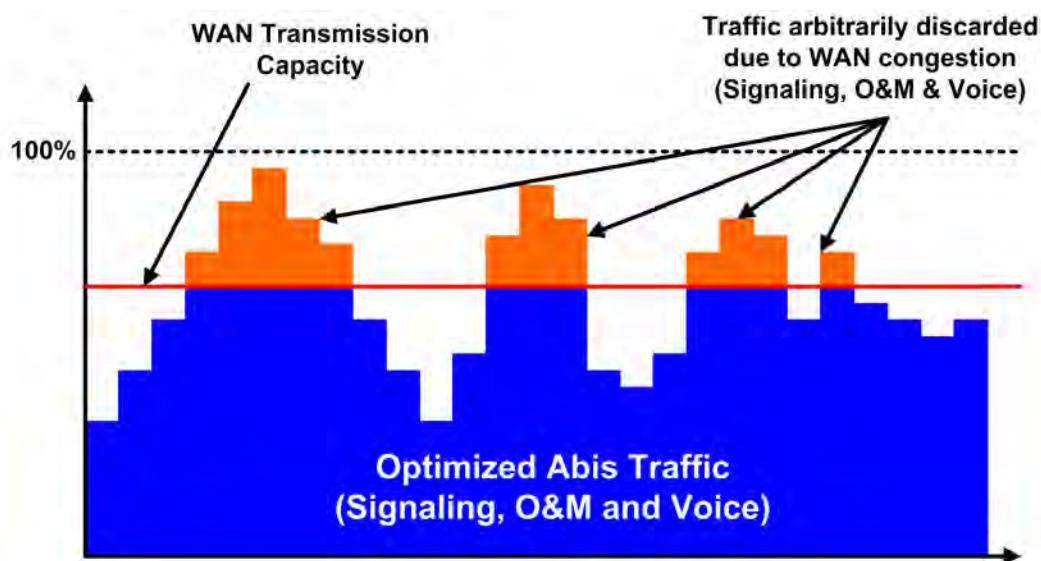 WAN Transmission
Capacity
Traffic arbitrarily discarded
due to WAN congestion
(Signaling, O&M & Voice)
100%
Optimized Abis Traffic
(Signaling, O&M and Voice)